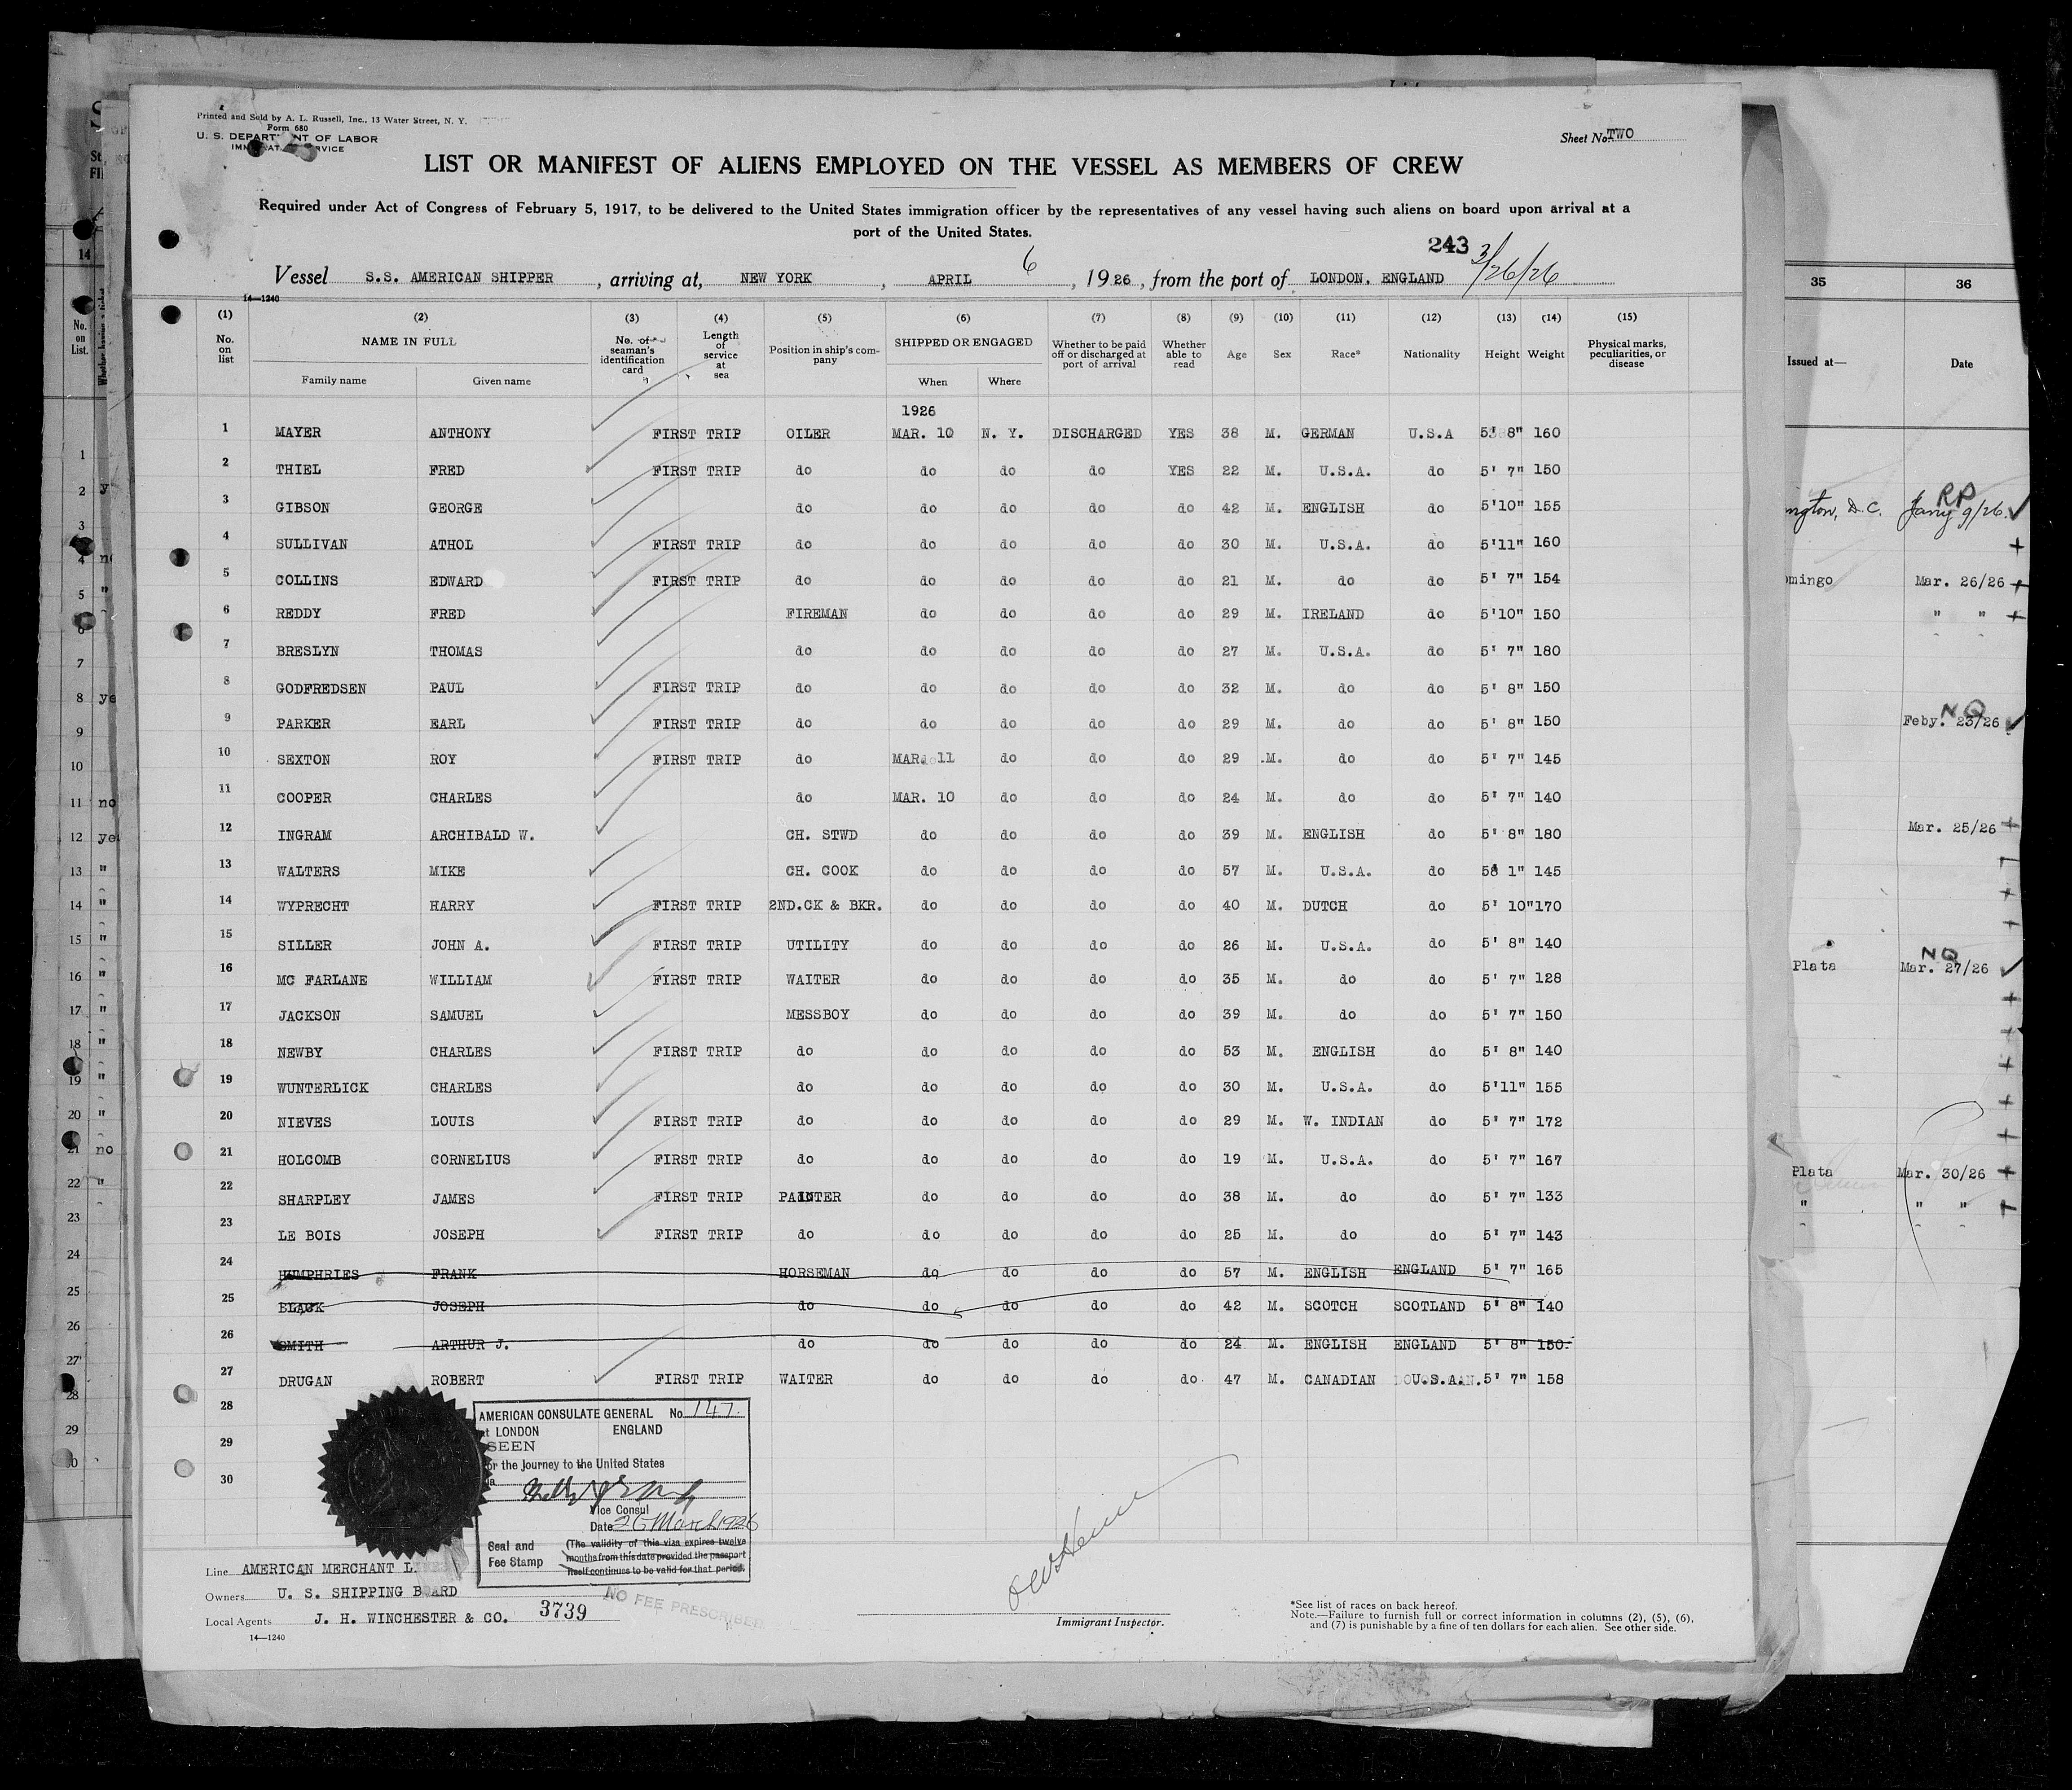 Printed and Sold by A. L. Russell, Inc., 13 Water Street, N. Y.
Form 680
U. S. DEPARTMENT OF LABOR
IMMIGRATION SERVICE
Sheet No. TWO
LIST OR MANIFEST OF ALIENS EMPLOYED ON THE VESSEL AS MEMBERS OF CREW
Required under Act of Congress of February 5, 1917, to be delivered to the United States immigration officer by the representatives of any vessel having such aliens on board upon arrival at a
port of the United States.
243 3/26/26
Vessel S.S. AMERICAN SHIPPER, arriving at, NEW YORK, APRIL 6, 1926, from the port of LONDON, ENGLAND
14—1240
(1) (2) (3) (4) (5) (6) (7) (8) (9) (10) (11) (12) (13) (14) (15)
No. on list NAME IN FULL Family name Given name No. of seaman's identification card Length of service at sea Position in ship's company SHIPPED OR ENGAGED When Where Whether to be paid off or discharged at port of arrival Whether able to read Age Sex Race* Nationality Height Weight Physical marks, peculiarities, or disease
1926
1 MAYER ANTHONY FIRST TRIP OILER MAR. 10 N. Y. DISCHARGED YES 38 M. GERMAN U.S.A 5' 8" 160
2 THIEL FRED FIRST TRIP do do do do YES 22 M. U.S.A. do 5' 7" 150
3 GIBSON GEORGE do do do do do 42 M. ENGLISH do 5'10" 155
4 SULLIVAN ATHOL FIRST TRIP do do do do do 30 M. U.S.A. do 5'11" 160
5 COLLINS EDWARD FIRST TRIP do do do do do 21 M. do do 5' 7" 154
6 REDDY FRED FIREMAN do do do do 29 M. IRELAND do 5'10" 150
7 BRESLYN THOMAS do do do do do 27 M. U.S.A. do 5' 7" 180
8 GODFREDSEN PAUL FIRST TRIP do do do do do 32 M. do do 5' 8" 150
9 PARKER EARL FIRST TRIP do do do do do 29 M. do do 5' 8" 150
10 SEXTON ROY FIRST TRIP do MAR. 11 do do do 29 M. do do 5' 7" 145
11 COOPER CHARLES do MAR. 10 do do do 24 M. do do 5' 7" 140
12 INGRAM ARCHIBALD W. CH. STWD do do do do 39 M. ENGLISH do 5' 8" 180
13 WALTERS MIKE CH. COOK do do do do 57 M. U.S.A. do 5' 1" 145
14 WYPRECHT HARRY FIRST TRIP 2ND.CK & BKR. do do do do 40 M. DUTCH do 5' 10" 170
15 SILLER JOHN A. FIRST TRIP UTILITY do do do do 26 M. U.S.A. do 5' 8" 140
16 MC FARLANE WILLIAM FIRST TRIP WAITER do do do do 35 M. do do 5' 7" 128
17 JACKSON SAMUEL MESSBOY do do do do 39 M. do do 5' 7" 150
18 NEWBY CHARLES FIRST TRIP do do do do do 53 M. ENGLISH do 5' 8" 140
19 WUNTERLICK CHARLES do do do do do 30 M. U.S.A. do 5'11" 155
20 NIEVES LOUIS FIRST TRIP do do do do do 29 M. W. INDIAN do 5' 7" 172
21 HOLCOMB CORNELIUS FIRST TRIP do do do do do 19 M. U.S.A. do 5' 7" 167
22 SHARPLEY JAMES FIRST TRIP PAINTER do do do do 38 M. do do 5' 7" 133
23 LE BOIS JOSEPH FIRST TRIP do do do do do 25 M. do do 5' 7" 143
24 HUMPHRIES FRANK HORSEMAN do do do do 57 M. ENGLISH ENGLAND 5' 7" 165
25 BLACK JOSEPH do do do do do 42 M. SCOTCH SCOTLAND 5' 8" 140
26 SMITH ARTHUR J. do do do do do 24 M. ENGLISH ENGLAND 5' 8" 150
27 DRUGAN ROBERT FIRST TRIP WAITER do do do do 47 M. CANADIAN U.S.A. 5' 7" 158
28
29
30
AMERICAN CONSULATE GENERAL No 147.
at LONDON ENGLAND
SEEN
for the journey to the United States
Vice Consul
Date 26 March 1926
Seal and Fee Stamp
(The validity of this visa expires twelve
months from this date provided the passport
itself continues to be valid for that period.
NO FEE PRESCRIBED
Line AMERICAN MERCHANT LINES
Owners U. S. SHIPPING BOARD
Local Agents J. H. WINCHESTER & CO. 3739
14—1240
Immigrant Inspector.
*See list of races on back hereof.
Note.—Failure to furnish full or correct information in columns (2), (5), (6),
and (7) is punishable by a fine of ten dollars for each alien. See other side.
35 36
Issued at— Date
ington, D.C. Jany 9/26 RP
omingo Mar. 26/26
" "
Feby. 23/26 NQ
Mar. 25/26
Plata Mar. 27/26 NQ
Plata Mar. 30/26
" " "